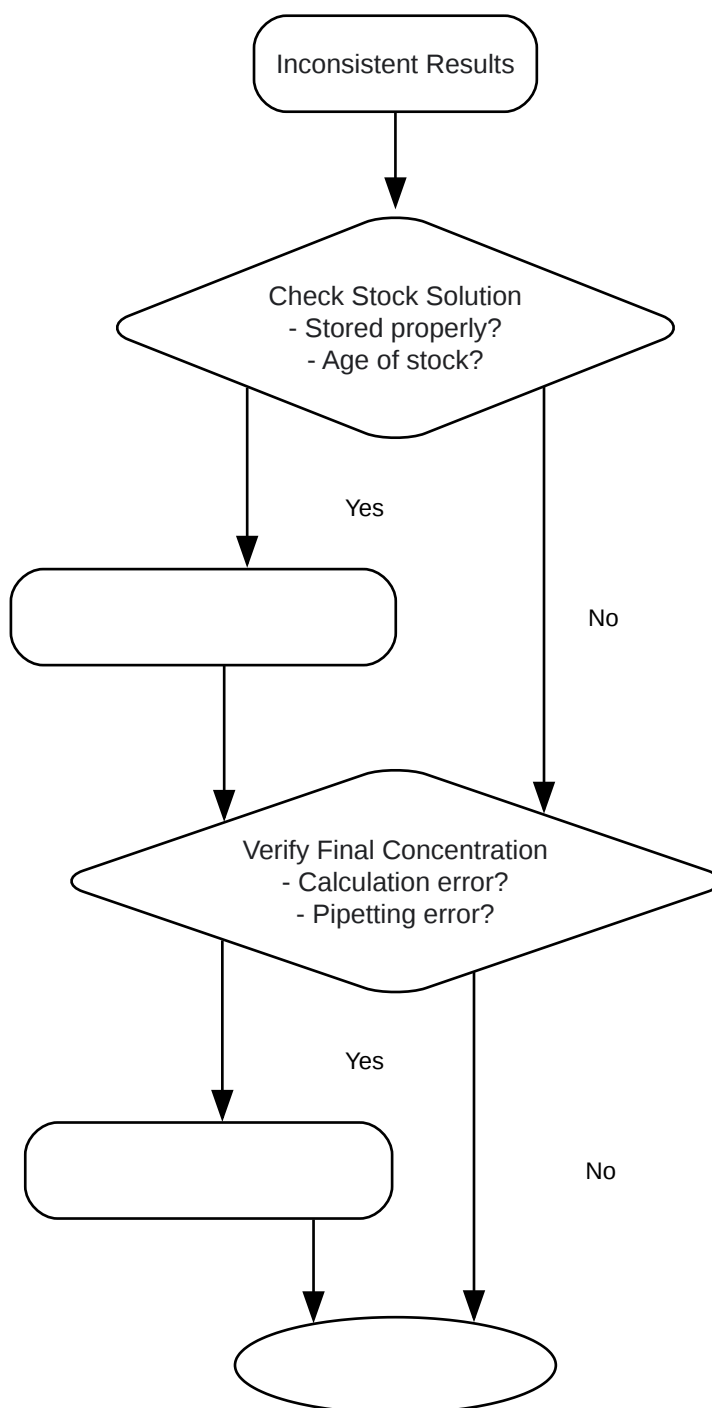 Inconsistent Results
Check Stock Solution
- Stored properly?
- Age of stock?
Yes
No
Verify Final Concentration
- Calculation error?
- Pipetting error?
Yes
No